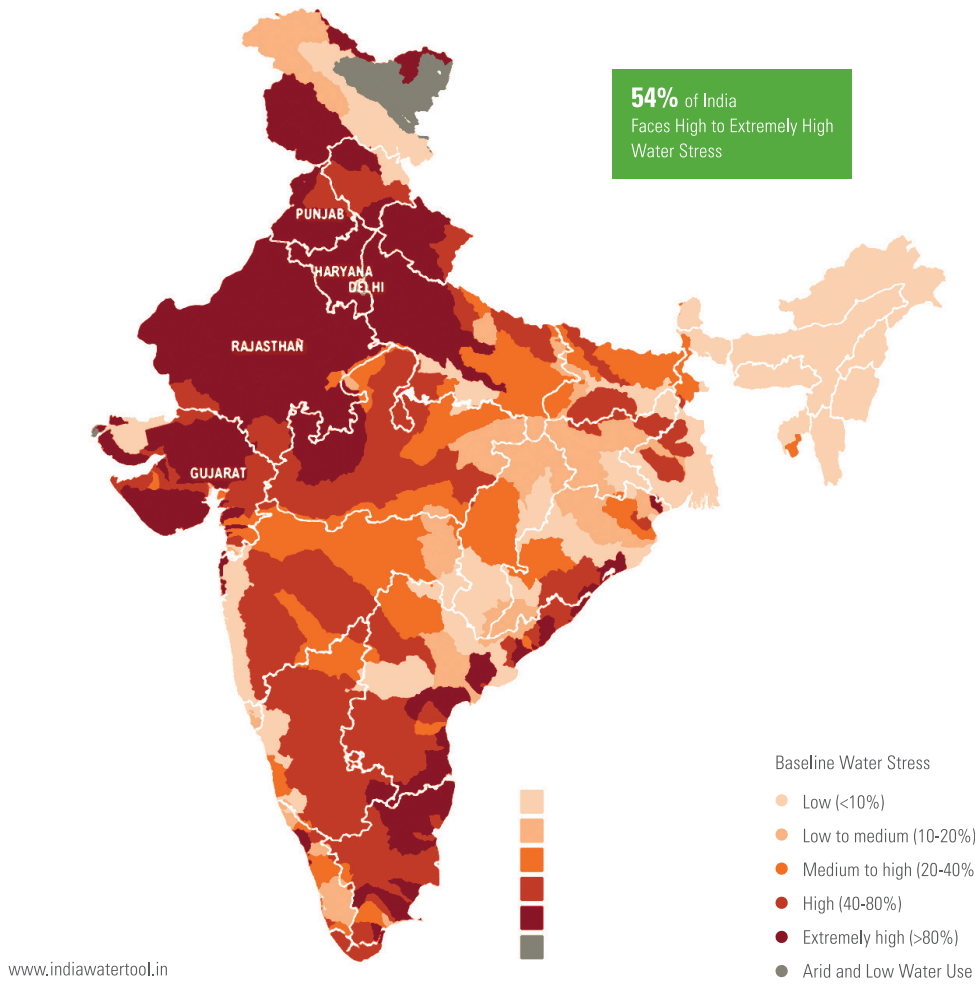 54% of India
Faces High to Extremely High
Water Stress
PUNJAB
HARYANA
DELHI
RAJASTHAN
GUJARAT
Baseline Water Stress
Low (<10%)
Low to medium (10-20%)
Medium to high (20-40%
High (40-80%)
Extremely high (>80%)
Arid and Low Water Use
www.indiawatertool.in